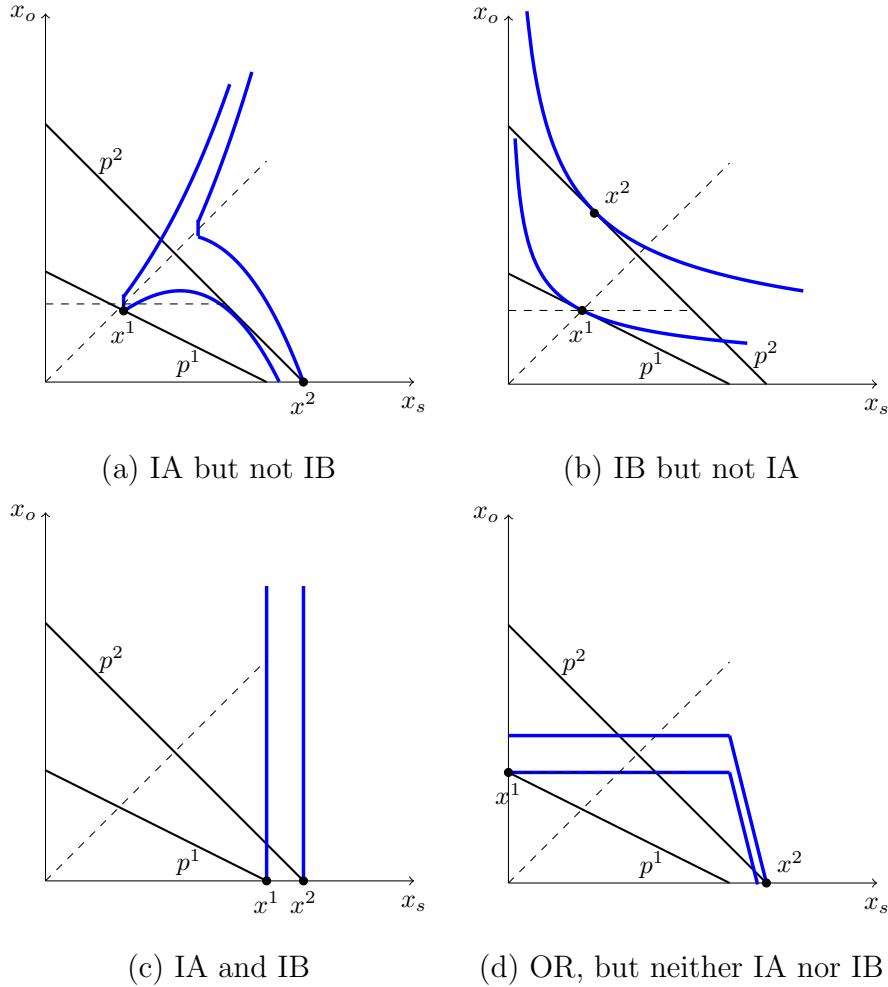 x_o
p^2
x^1
p^1
x^2
x_s
(a) IA but not IB
x_o
x^2
x^1
p^1
p^2
x_s
(b) IB but not IA
x_o
p^2
p^1
x^1
x^2
x_s
(c) IA and IB
x_o
p^2
x^1
p^1
x^2
x_s
(d) OR, but neither IA nor IB